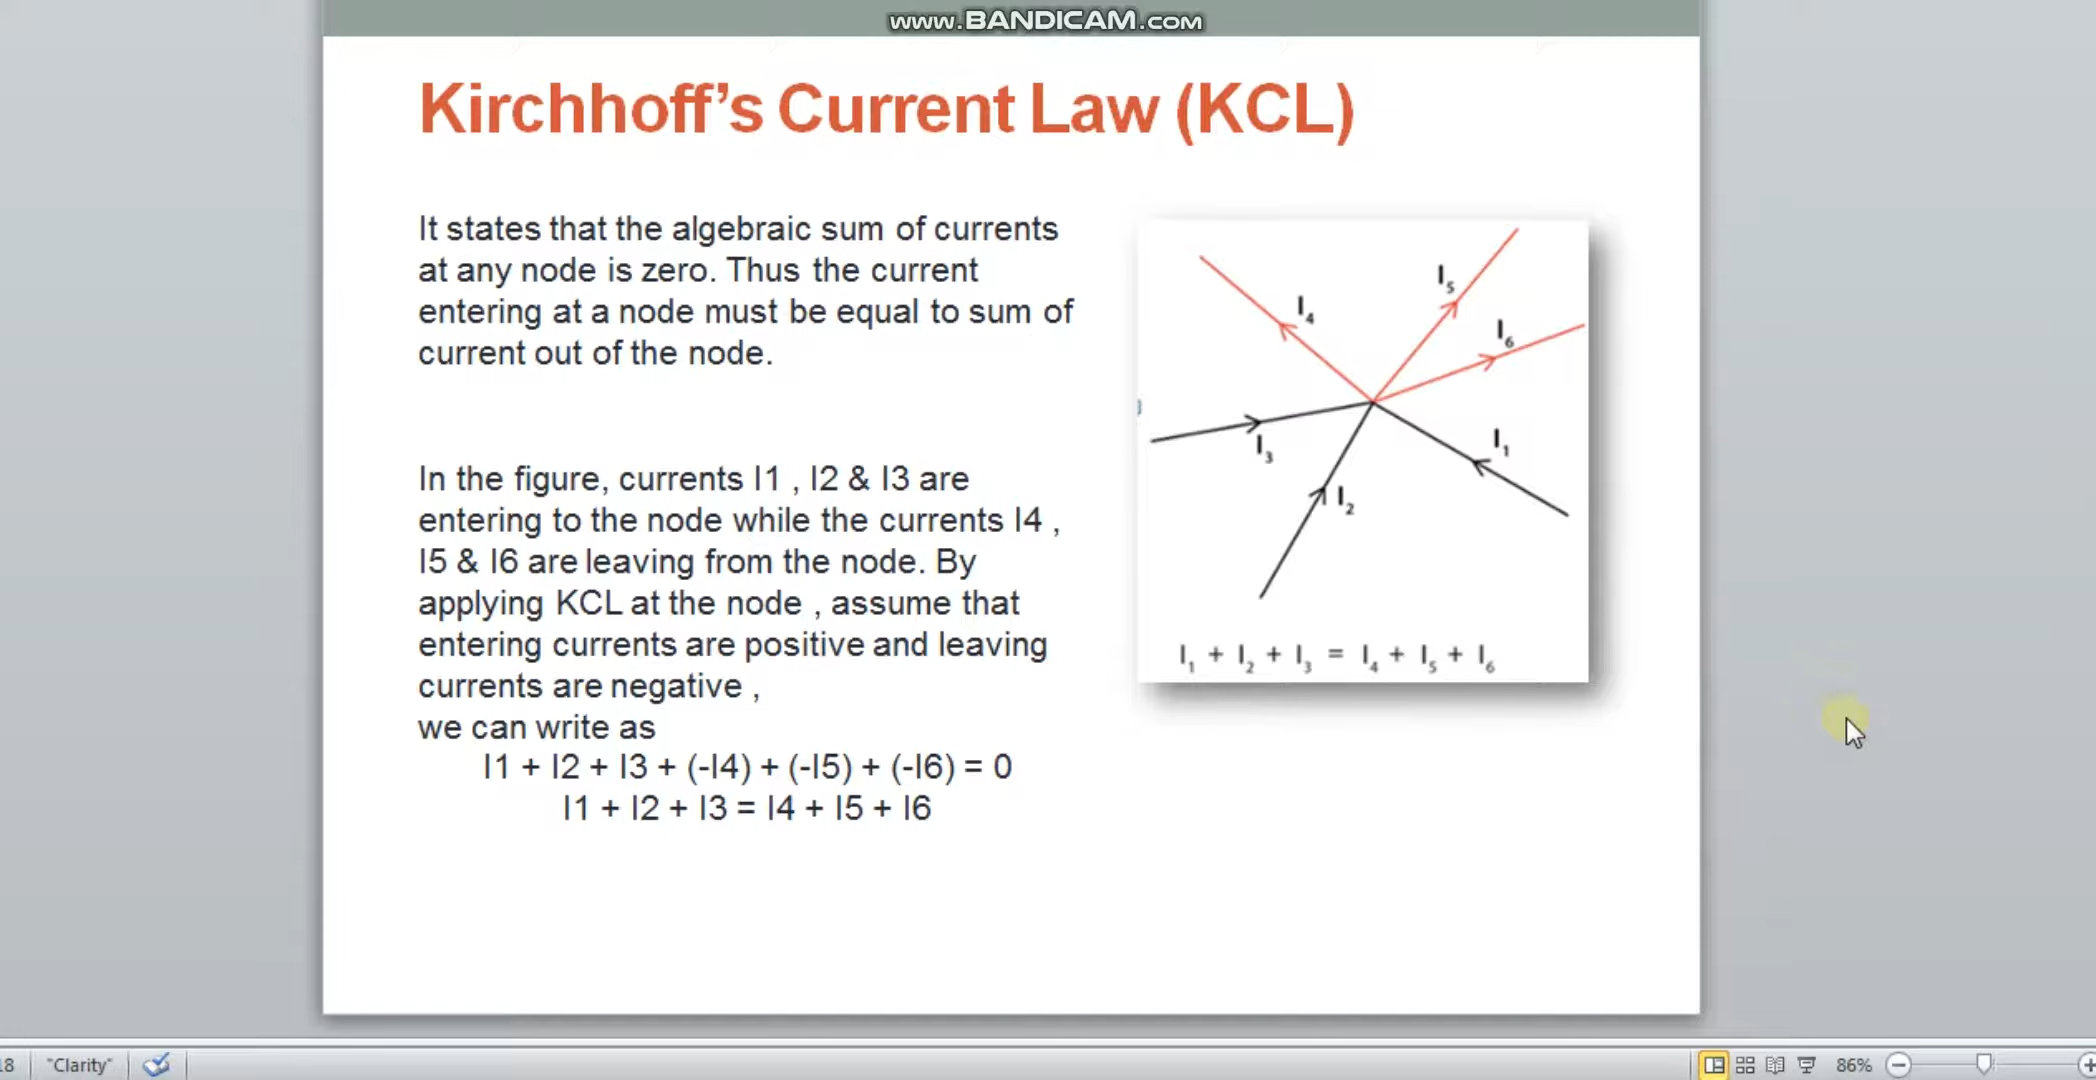 www.BANDICAM.com
Kirchhoff’s Current Law (KCL)
It states that the algebraic sum of currents
at any node is zero. Thus the current
entering at a node must be equal to sum of
current out of the node.
In the figure, currents I1 , I2 & I3 are
entering to the node while the currents I4 ,
I5 & I6 are leaving from the node. By
applying KCL at the node , assume that
entering currents are positive and leaving
currents are negative ,
we can write as
I1 + I2 + I3 + (-I4) + (-I5) + (-I6) = 0
I1 + I2 + I3 = I4 + I5 + I6
I₅
I₄
I₆
I₁
I₃
I₂
I₁ + I₂ + I₃ = I₄ + I₅ + I₆
"Clarity"
86%